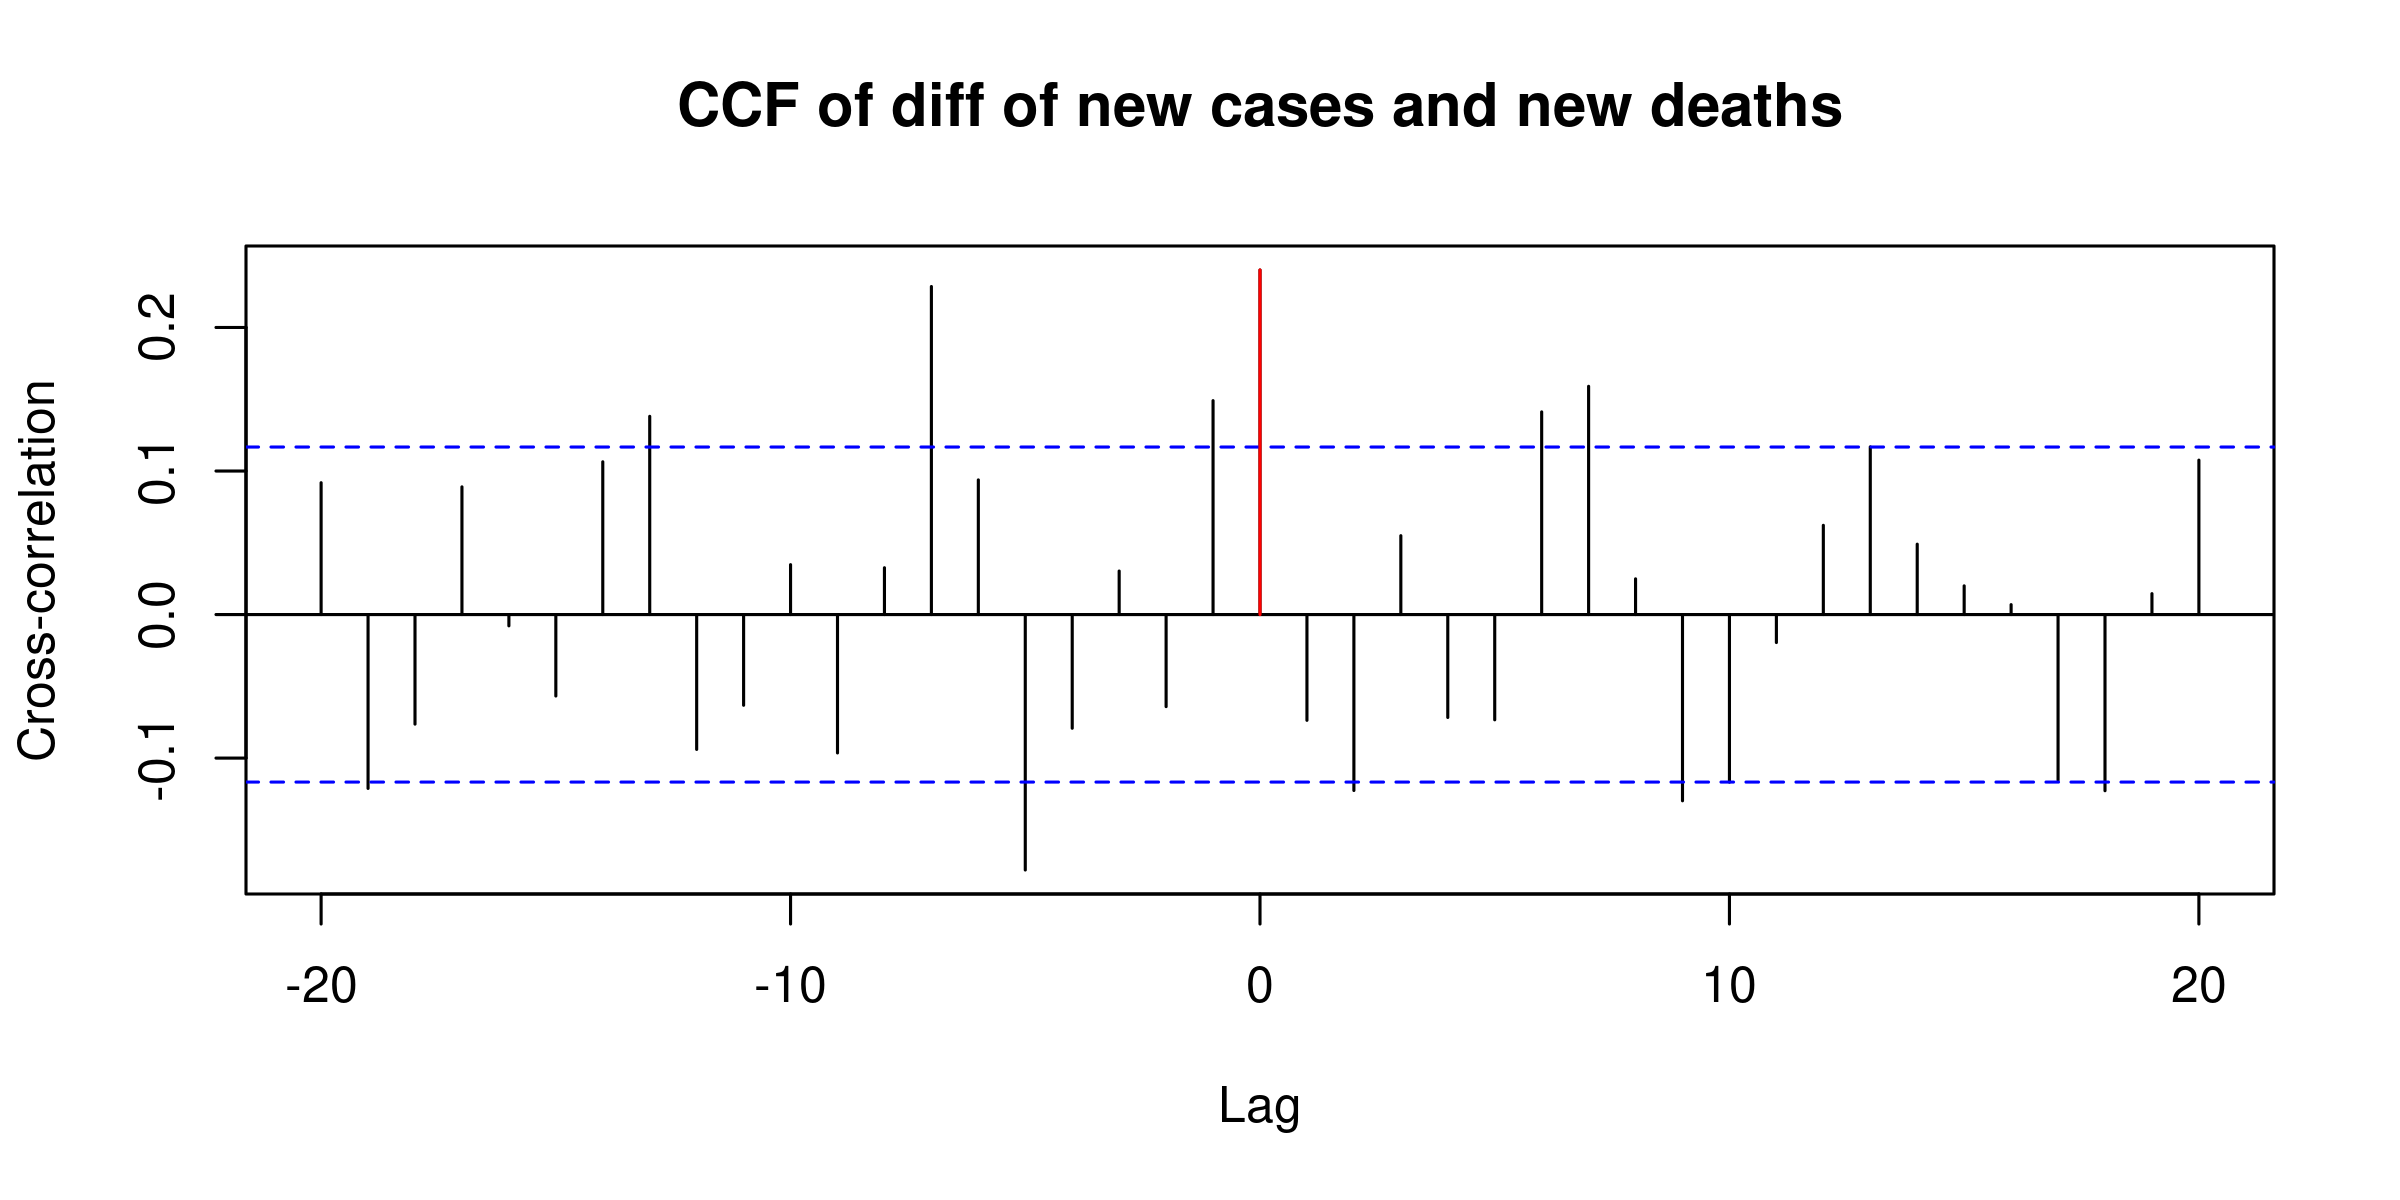 CCF of diff of new cases and new deaths
Cross-correlation
0.2
0.1
0.0
-0.1
-20 -10 0 10 20
Lag